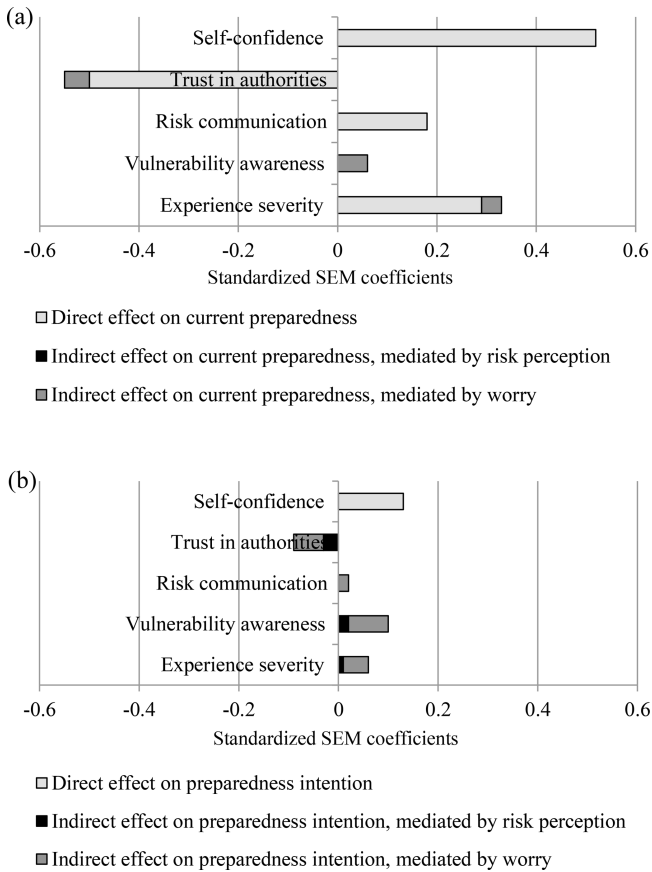 (a)
Self-confidence
Trust in authorities
Risk communication
Vulnerability awareness
Experience severity
-0.6 -0.4 -0.2 0 0.2 0.4 0.6
Standardized SEM coefficients
Direct effect on current preparedness
Indirect effect on current preparedness, mediated by risk perception
Indirect effect on current preparedness, mediated by worry
(b)
Self-confidence
Trust in authorities
Risk communication
Vulnerability awareness
Experience severity
-0.6 -0.4 -0.2 0 0.2 0.4 0.6
Standardized SEM coefficients
Direct effect on preparedness intention
Indirect effect on preparedness intention, mediated by risk perception
Indirect effect on preparedness intention, mediated by worry